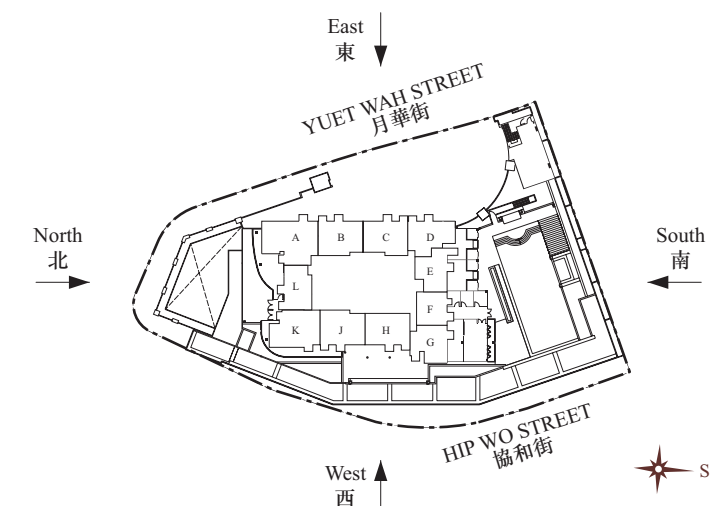 East
東
YUET WAH STREET
月華街
North
北
South
南
A
B
C
D
L
E
F
K
J
H
G
HIP WO STREET
協和街
West
西
S